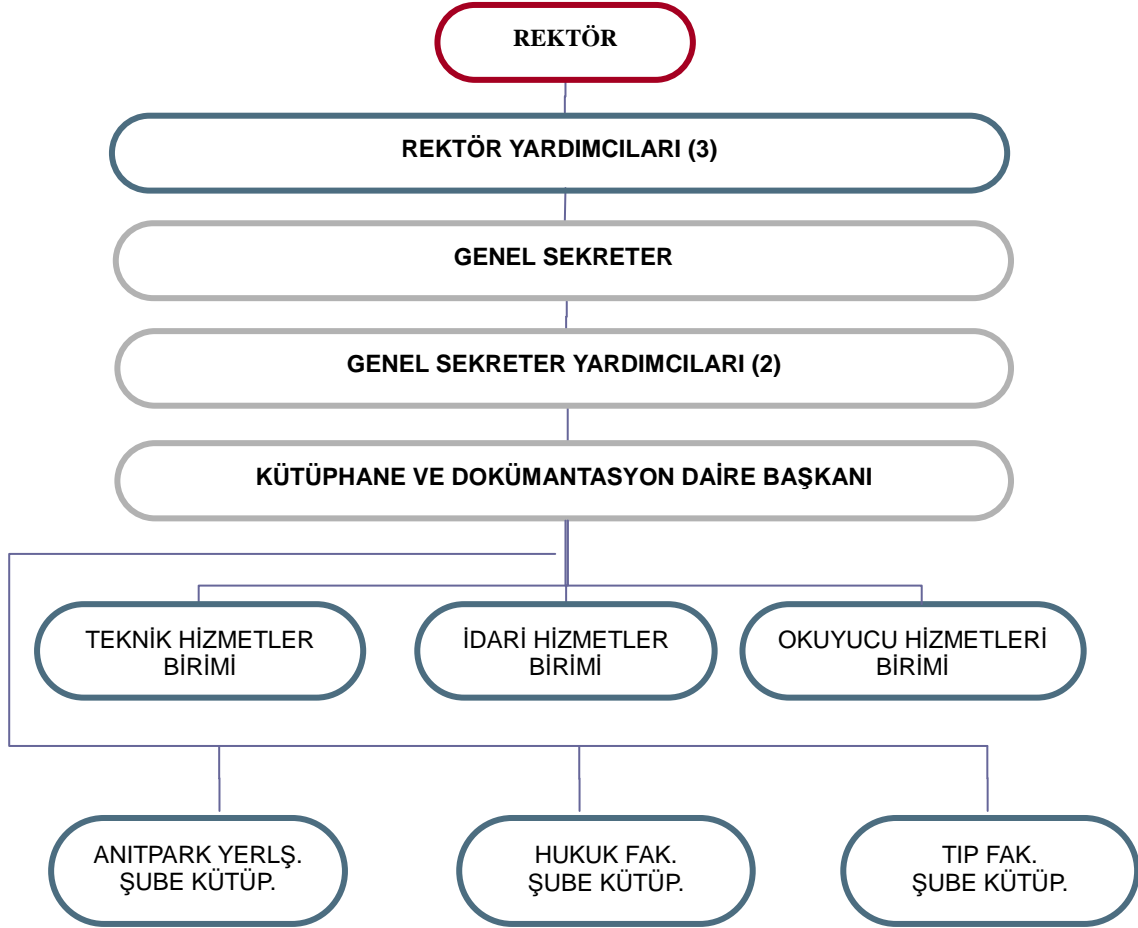 REKTÖR
REKTÖR YARDIMCILARI (3)
GENEL SEKRETER
GENEL SEKRETER YARDIMCILARI (2)
KÜTÜPHANE VE DOKÜMANTASYON DAİRE BAŞKANI
TEKNİK HİZMETLER
BİRİMİ
İDARİ HİZMETLER
BİRİMİ
OKUYUCU HİZMETLERİ
BİRİMİ
ANITPARK YERLŞ.
ŞUBE KÜTÜP.
HUKUK FAK.
ŞUBE KÜTÜP.
TIP FAK.
ŞUBE KÜTÜP.